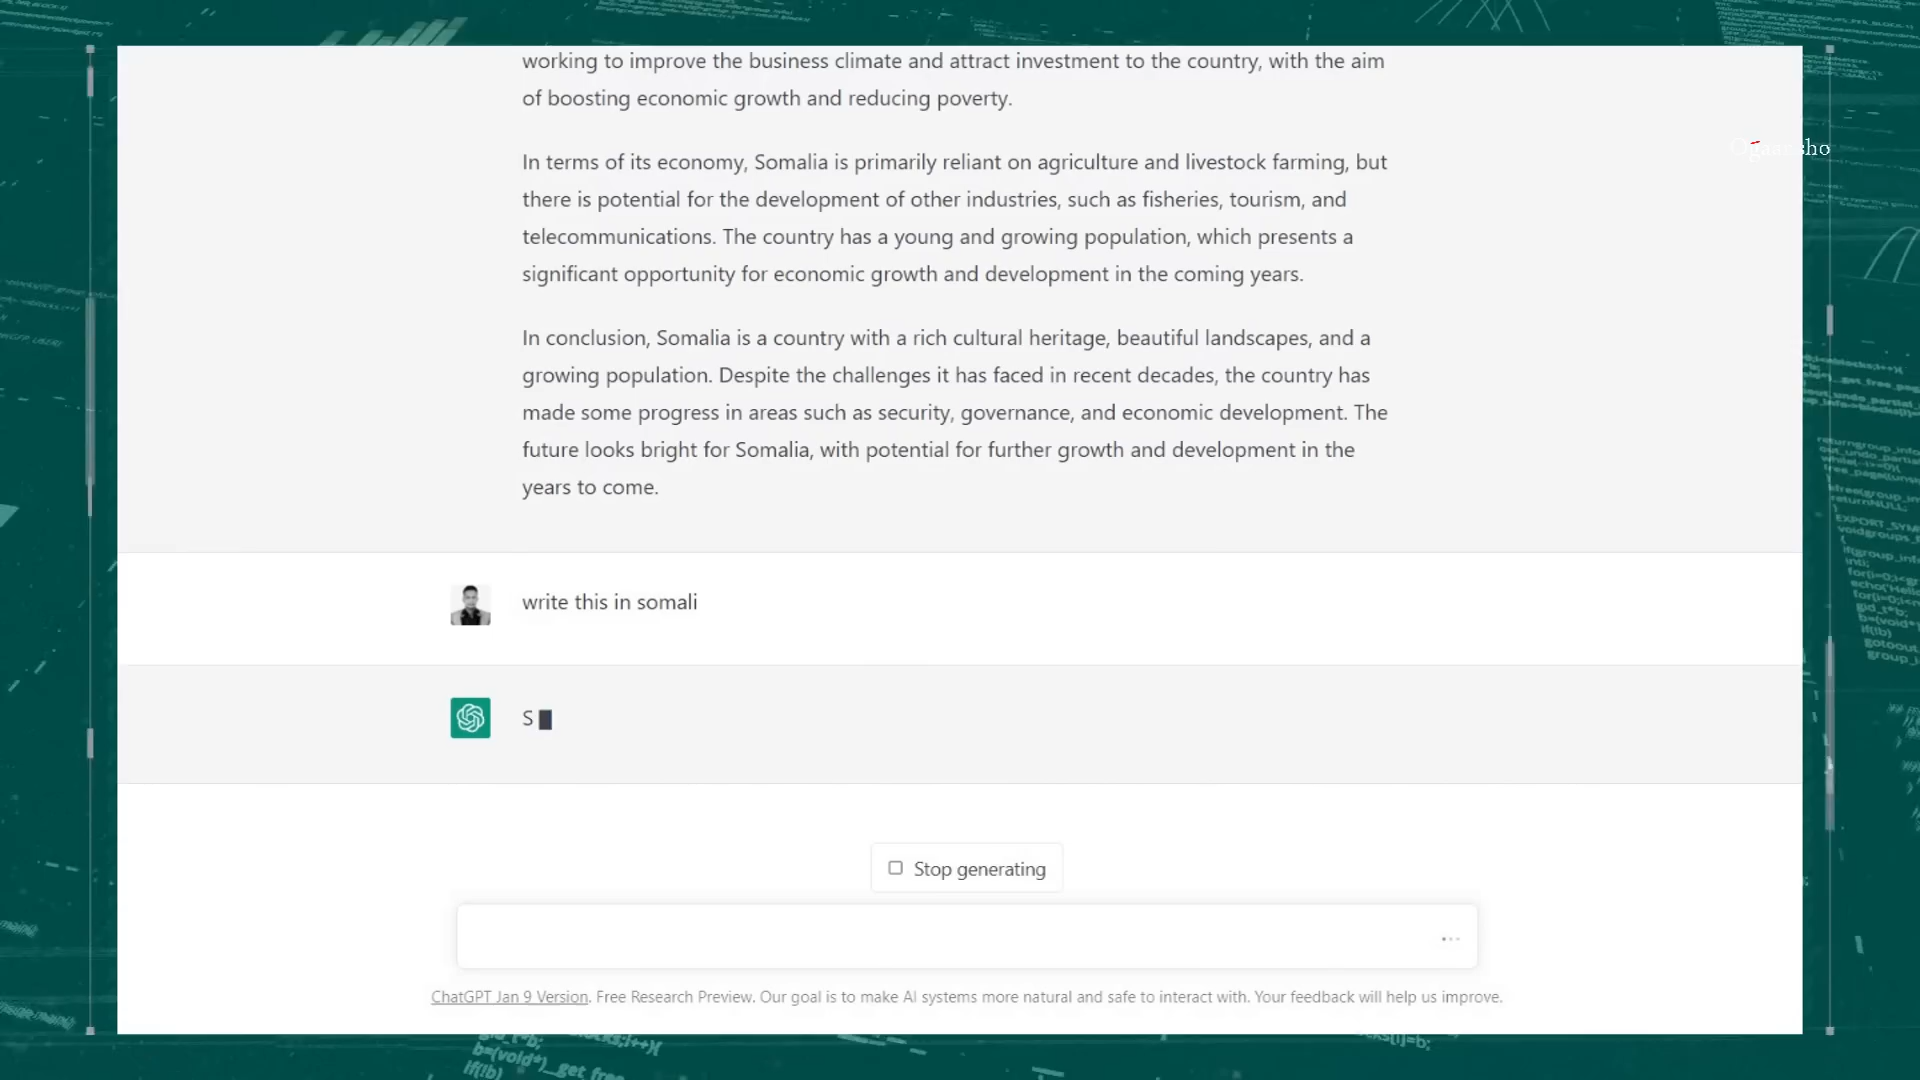 working to improve the business climate and attract investment to the country, with the aim
of boosting economic growth and reducing poverty.
In terms of its economy, Somalia is primarily reliant on agriculture and livestock farming, but
there is potential for the development of other industries, such as fisheries, tourism, and
telecommunications. The country has a young and growing population, which presents a
significant opportunity for economic growth and development in the coming years.
In conclusion, Somalia is a country with a rich cultural heritage, beautiful landscapes, and a
growing population. Despite the challenges it has faced in recent decades, the country has
made some progress in areas such as security, governance, and economic development. The
future looks bright for Somalia, with potential for further growth and development in the
years to come.
write this in somali
S
Stop generating
ChatGPT Jan 9 Version. Free Research Preview. Our goal is to make AI systems more natural and safe to interact with. Your feedback will help us improve.